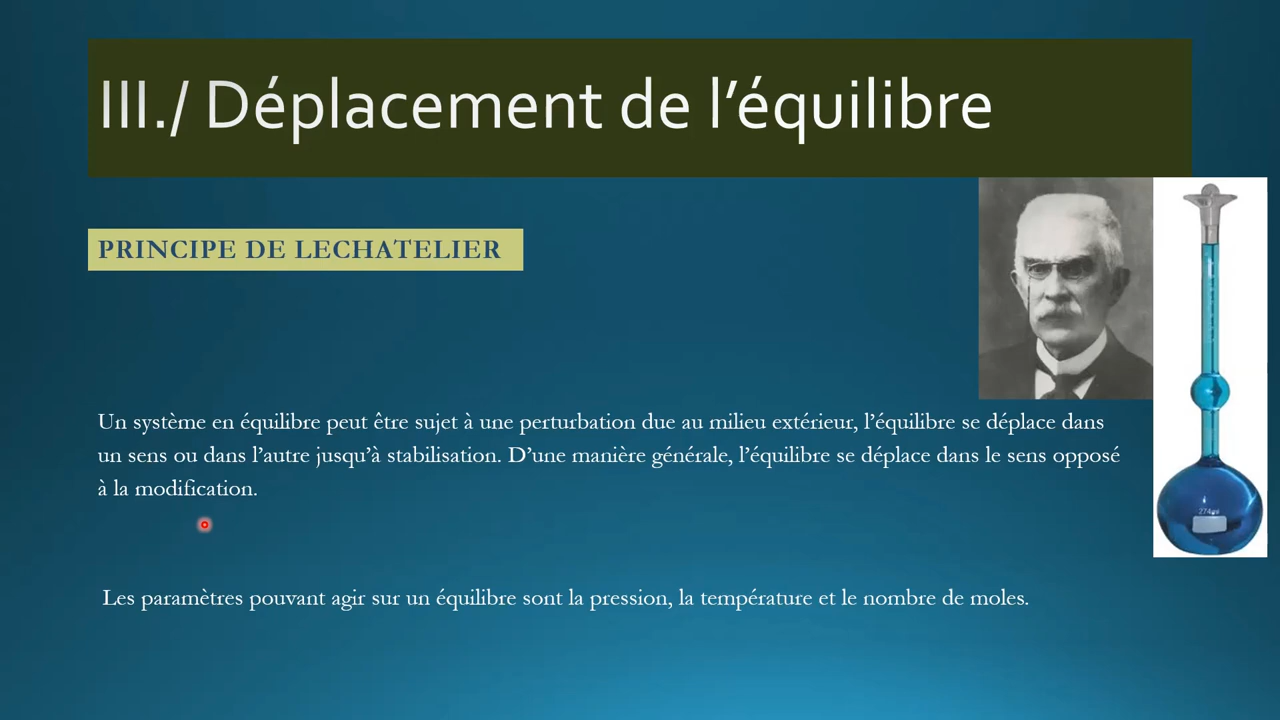 III./ Déplacement de l’équilibre
PRINCIPE DE LECHATELIER
Un système en équilibre peut être sujet à une perturbation due au milieu extérieur, l’équilibre se déplace dans
un sens ou dans l’autre jusqu’à stabilisation. D’une manière générale, l’équilibre se déplace dans le sens opposé
à la modification.
274ml
Les paramètres pouvant agir sur un équilibre sont la pression, la température et le nombre de moles.